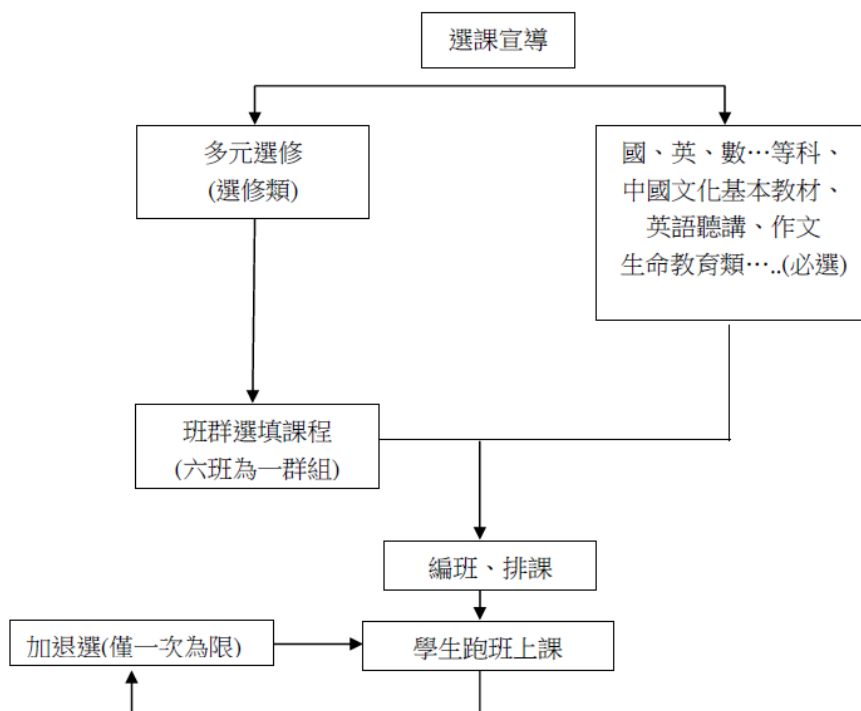 選課宣導
多元選修
(選修類)
國、英、數…等科、
中國文化基本教材、
英語聽講、作文
生命教育類…..(必選)
班群選填課程
(六班為一群組)
編班、排課
加退選(僅一次為限)
學生跑班上課